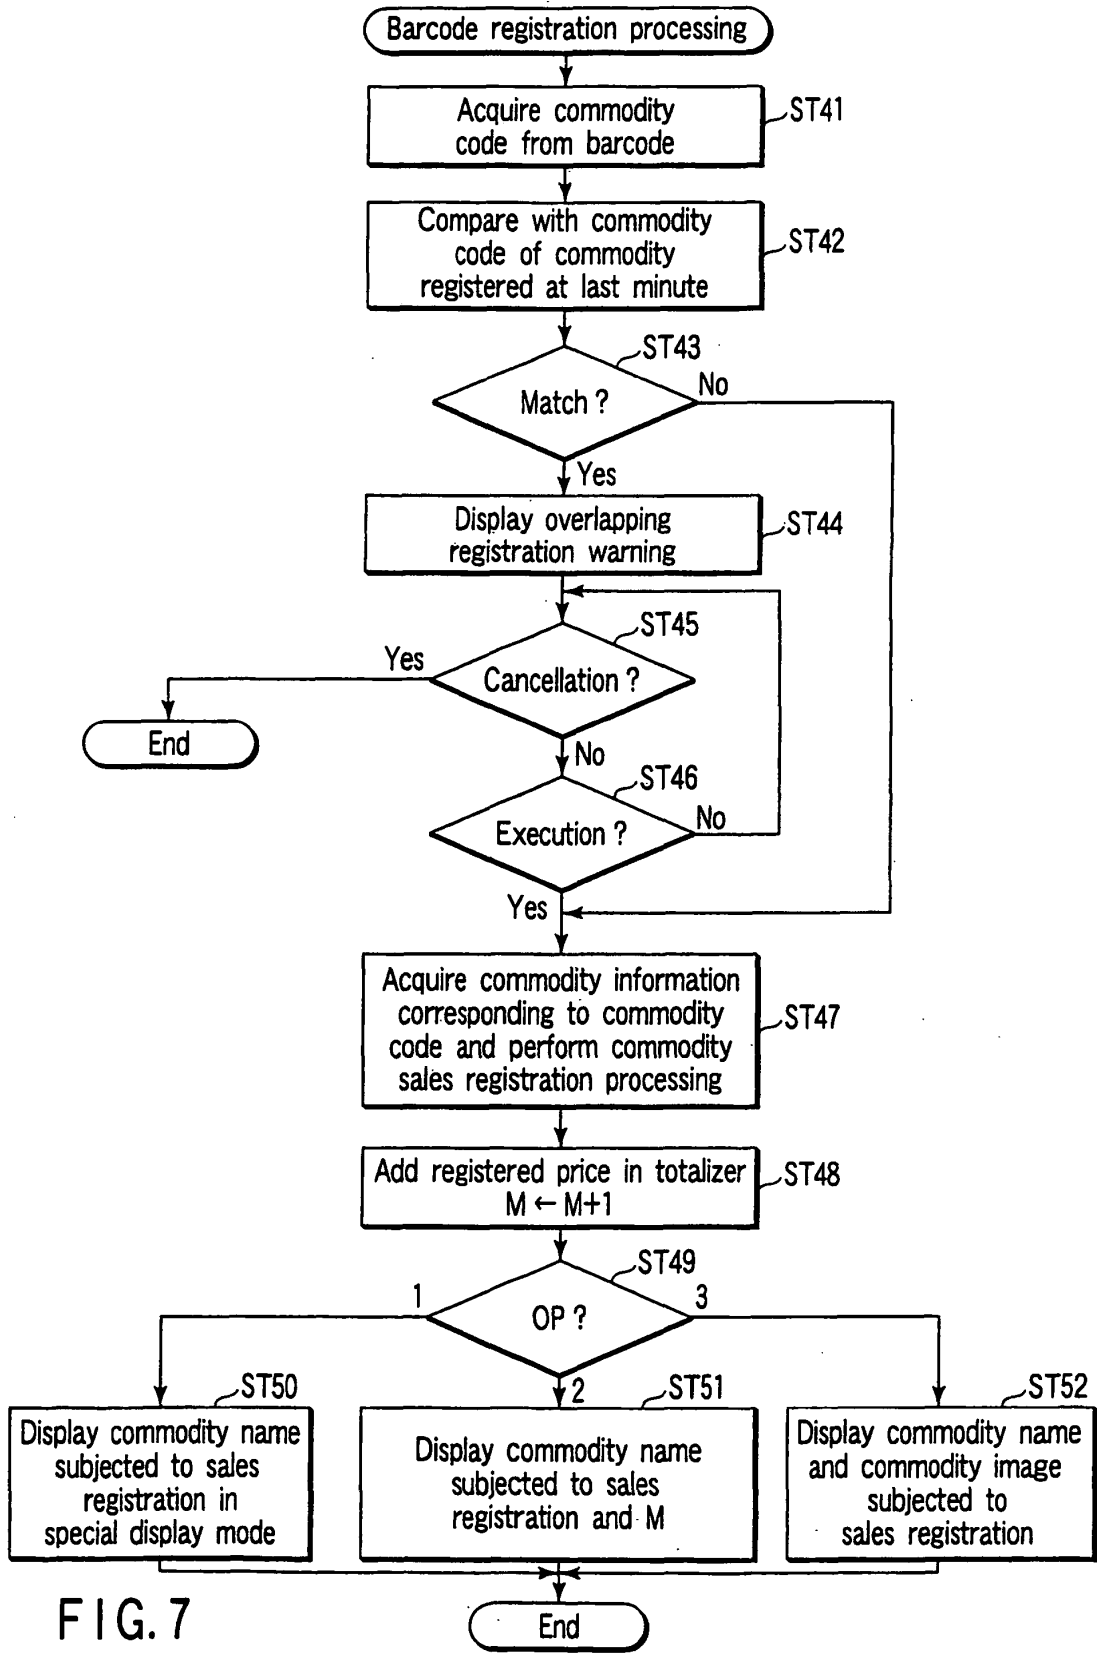 Barcode registration processing
Acquire commodity
code from barcode
ST41
Compare with commodity
code of commodity
registered at last minute
ST42
ST43
Match ?
No
Yes
Display overlapping
registration warning
ST44
ST45
Yes
Cancellation ?
End
No
ST46
Execution ?
No
Yes
Acquire commodity information
corresponding to commodity
code and perform commodity
sales registration processing
ST47
Add registered price in totalizer
M ← M+1
ST48
ST49
1
OP ?
3
2
ST50
Display commodity name
subjected to sales
registration in
special display mode
ST51
Display commodity name
subjected to sales
registration and M
ST52
Display commodity name
and commodity image
subjected to
sales registration
End
FIG. 7